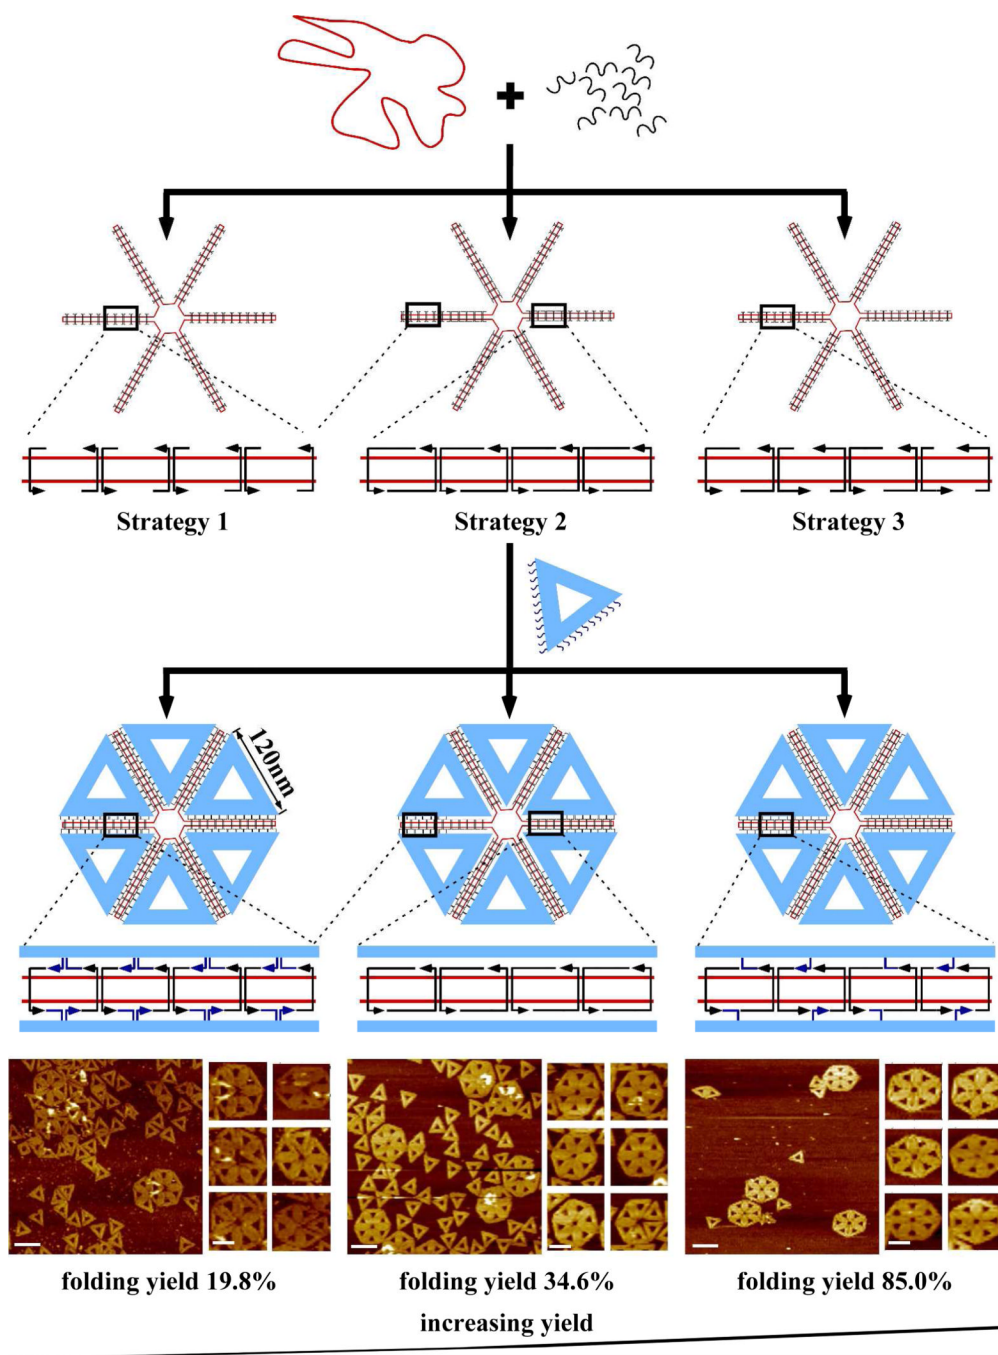 Strategy 1
Strategy 2
Strategy 3
120nm
folding yield 19.8%
folding yield 34.6%
folding yield 85.0%
increasing yield